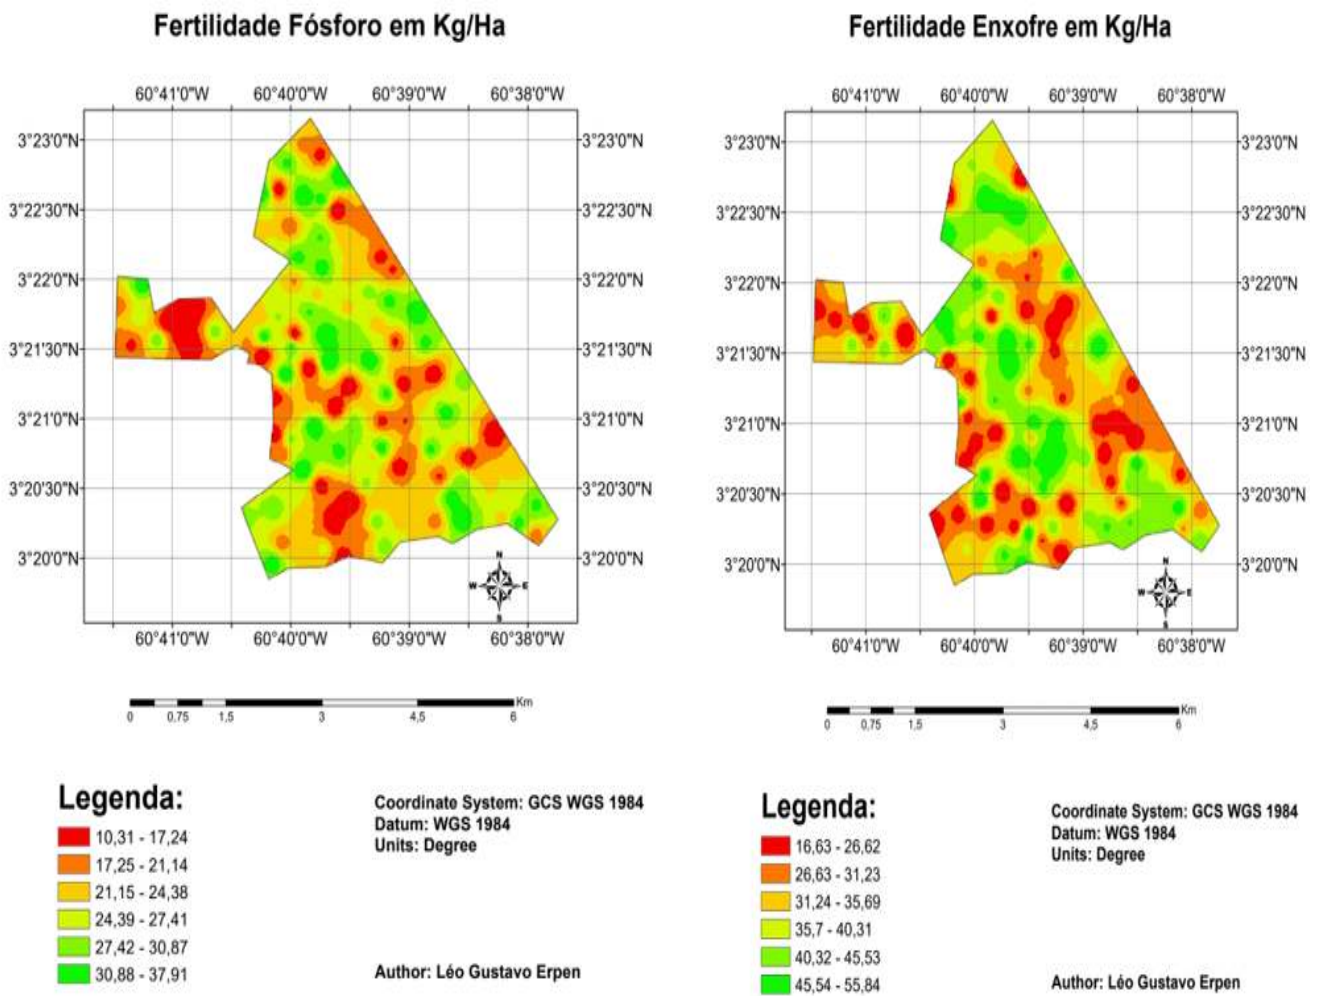 Fertilidade Fósforo em Kg/Ha
60°41'0"W 60°40'0"W 60°39'0"W 60°38'0"W
3°23'0"N 3°23'0"N
3°22'30"N 3°22'30"N
3°22'0"N 3°22'0"N
3°21'30"N 3°21'30"N
3°21'0"N 3°21'0"N
3°20'30"N 3°20'30"N
3°20'0"N 3°20'0"N
N
W E
S
60°41'0"W 60°40'0"W 60°39'0"W 60°38'0"W
Km
0 0,75 1,5 3 4,5 6
Legenda:
10,31 - 17,24
17,25 - 21,14
21,15 - 24,38
24,39 - 27,41
27,42 - 30,87
30,88 - 37,91
Coordinate System: GCS WGS 1984
Datum: WGS 1984
Units: Degree
Author: Léo Gustavo Erpen
Fertilidade Enxofre em Kg/Ha
60°41'0"W 60°40'0"W 60°39'0"W 60°38'0"W
3°23'0"N 3°23'0"N
3°22'30"N 3°22'30"N
3°22'0"N 3°22'0"N
3°21'30"N 3°21'30"N
3°21'0"N 3°21'0"N
3°20'30"N 3°20'30"N
3°20'0"N 3°20'0"N
N
W E
S
60°41'0"W 60°40'0"W 60°39'0"W 60°38'0"W
Km
0 0,75 1,5 3 4,5 6
Legenda:
16,63 - 26,62
26,63 - 31,23
31,24 - 35,69
35,7 - 40,31
40,32 - 45,53
45,54 - 55,84
Coordinate System: GCS WGS 1984
Datum: WGS 1984
Units: Degree
Author: Léo Gustavo Erpen